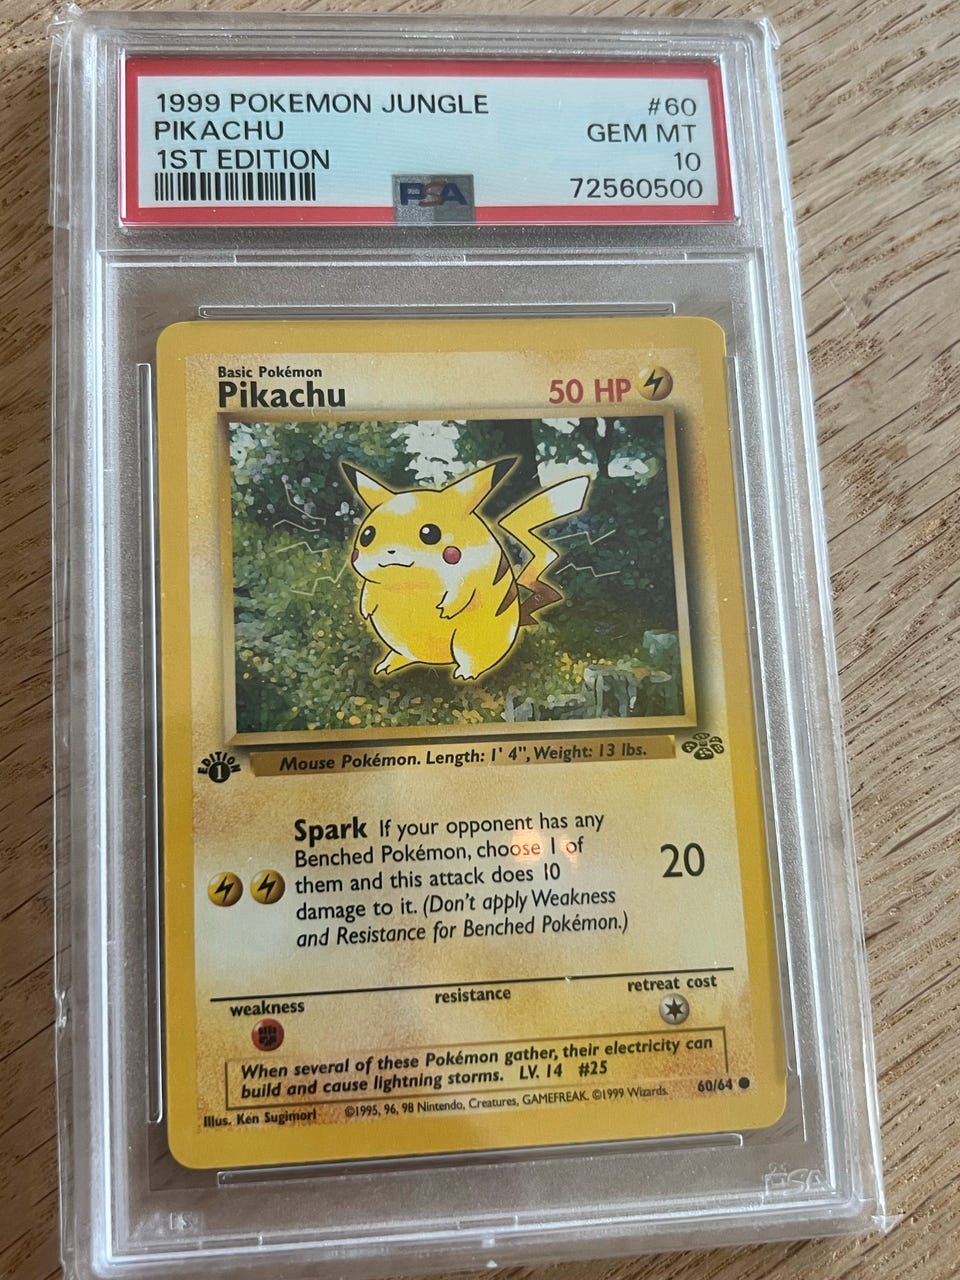 1999 POKEMON JUNGLE #60
PIKACHU GEM MT
1ST EDITION 10
PSA 72560500
Basic Pokémon
Pikachu 50 HP
EDITION
1
Mouse Pokémon. Length: 1' 4", Weight: 13 lbs.
Spark If your opponent has any
Benched Pokémon, choose 1 of
them and this attack does 10
damage to it. (Don't apply Weakness
and Resistance for Benched Pokémon.)
20
weakness resistance retreat cost
When several of these Pokémon gather, their electricity can
build and cause lightning storms. LV. 14 #25
Illus. Ken Sugimori ©1995, 96, 98 Nintendo, Creatures, GAMEFREAK. ©1999 Wizards. 60/64
PSA